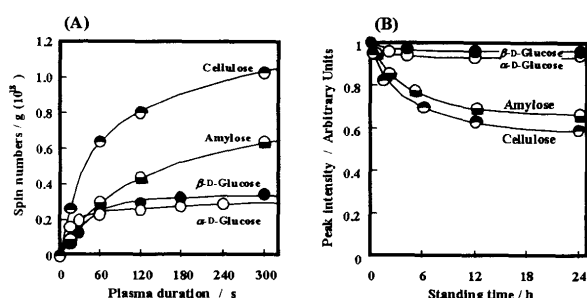 (A)
Spin numbers / g (10¹⁸)
1.2
1.0
0.8
0.6
0.4
0.2
0
Cellulose
Amylose
β-D-Glucose
α-D-Glucose
0 60 120 180 240 300
Plasma duration / s
(B)
Peak intensity / Arbitrary Units
1
0.8
0.6
0.4
0.2
0
β-D-Glucose
α-D-Glucose
Amylose
Cellulose
0 6 12 18 24
Standing time / h